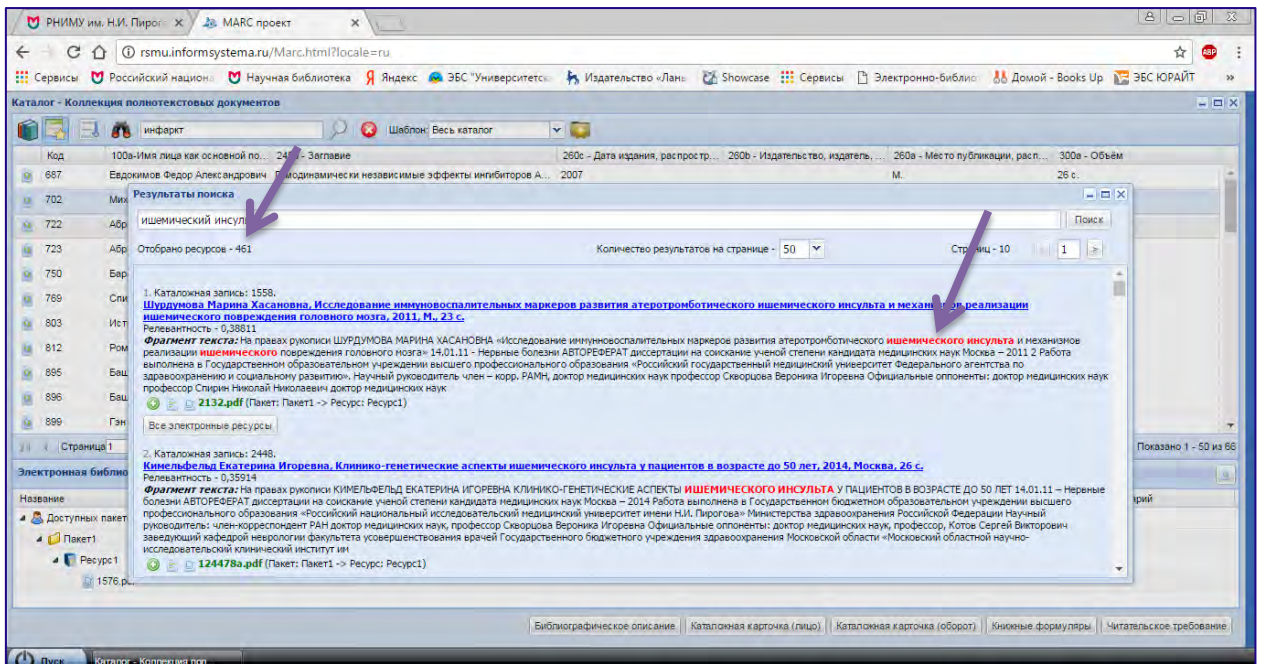 РНИМУ им. Н.И. Пирог
MARC проект
rsmu.informsystema.ru/Marc.html?locale=ru
Сервисы Российский национ Научная библиотека Яндекс ЭБС "Университетск Издательство «Лань Showcase Сервисы Электронно-библио Домой - Books Up ЭБС ЮРАЙТ »
Каталог - Коллекция полнотекстовых документов
инфаркт Шаблон: Весь каталог
Код 100a-Имя лица как основной по... Заглавие 260c - Дата издания, распростр... 260b - Издательство, издатель, ... 260a - Место публикации, расп... 300a - Объём
687 Евдокимов Федор Александрович независимые эффекты ингибиторов А... 2007 М. 26 с.
702 Мих Результаты поиска
722 Абр ишемический инсул Поиск
723 Абр Отобрано ресурсов - 461 Количество результатов на странице - 50 Страниц - 10 1
750 Бар
769 Спи 1. Каталожная запись: 1558.
Шурдумова Марина Хасановна, Исследование иммуновоспалительных маркеров развития атеротромботического ишемического инсульта и механизмов реализации
803 Ист ишемического повреждения головного мозга, 2011, М., 23 с.
Релевантность - 0,38811
812 Ром Фрагмент текста: На правах рукописи ШУРДУМОВА МАРИНА ХАСАНОВНА «Исследование иммунновоспалительных маркеров развития атеротромботического ишемического инсульта и механизмов
реализации ишемического повреждения головного мозга» 14.01.11 - Нервные болезни АВТОРЕФЕРАТ диссертации на соискание ученой степени кандидата медицинских наук Москва – 2011 2 Работа
895 Баш выполнена в Государственном образовательном учреждении высшего профессионального образования «Российский государственный медицинский университет Федерального агентства по
здравоохранению и социальному развитию». Научный руководитель член – корр. РАМН, доктор медицинских наук профессор Скворцова Вероника Игоревна Официальные оппоненты: доктор медицинских наук
896 Баш профессор Спирин Николай Николаевич доктор медицинских наук
2132.pdf (Пакет: Пакет1 -> Ресурс: Ресурс1)
899 Гэн Все электронные ресурсы
Страница 1 Показано 1 - 50 из 66
2. Каталожная запись: 2448.
Электронная библио Кимельфельд Екатерина Игоревна, Клинико-генетические аспекты ишемического инсульта у пациентов в возрасте до 50 лет, 2014, Москва, 26 с.
Релевантность - 0,35914
Название Фрагмент текста: На правах рукописи КИМЕЛЬФЕЛЬД ЕКАТЕРИНА ИГОРЕВНА КЛИНИКО-ГЕНЕТИЧЕСКИЕ АСПЕКТЫ ИШЕМИЧЕСКОГО ИНСУЛЬТА У ПАЦИЕНТОВ В ВОЗРАСТЕ ДО 50 ЛЕТ 14.01.11 – Нервные
болезни АВТОРЕФЕРАТ диссертации на соискание ученой степени кандидата медицинских наук Москва – 2014 Работа выполнена в Государственном бюджетном образовательном учреждении высшего
Доступных пакет профессионального образования «Российский национальный исследовательский медицинский университет имени Н.И. Пирогова» Министерства здравоохранения Российской Федерации Научный
руководитель: член-корреспондент РАН доктор медицинских наук, профессор Скворцова Вероника Игоревна Официальные оппоненты: доктор медицинских наук, профессор, Котов Сергей Викторович
Пакет1 заведующий кафедрой неврологии факультета усовершенствования врачей Государственного бюджетного учреждения здравоохранения Московской области «Московский областной научно-
исследовательский клинический институт им
Ресурс1 124478a.pdf (Пакет: Пакет1 -> Ресурс: Ресурс1)
1576.p
Библиографическое описание Каталожная карточка (лицо) Каталожная карточка (оборот) Книжные формуляры Читательское требование
Пуск Каталог - Коллекция пол